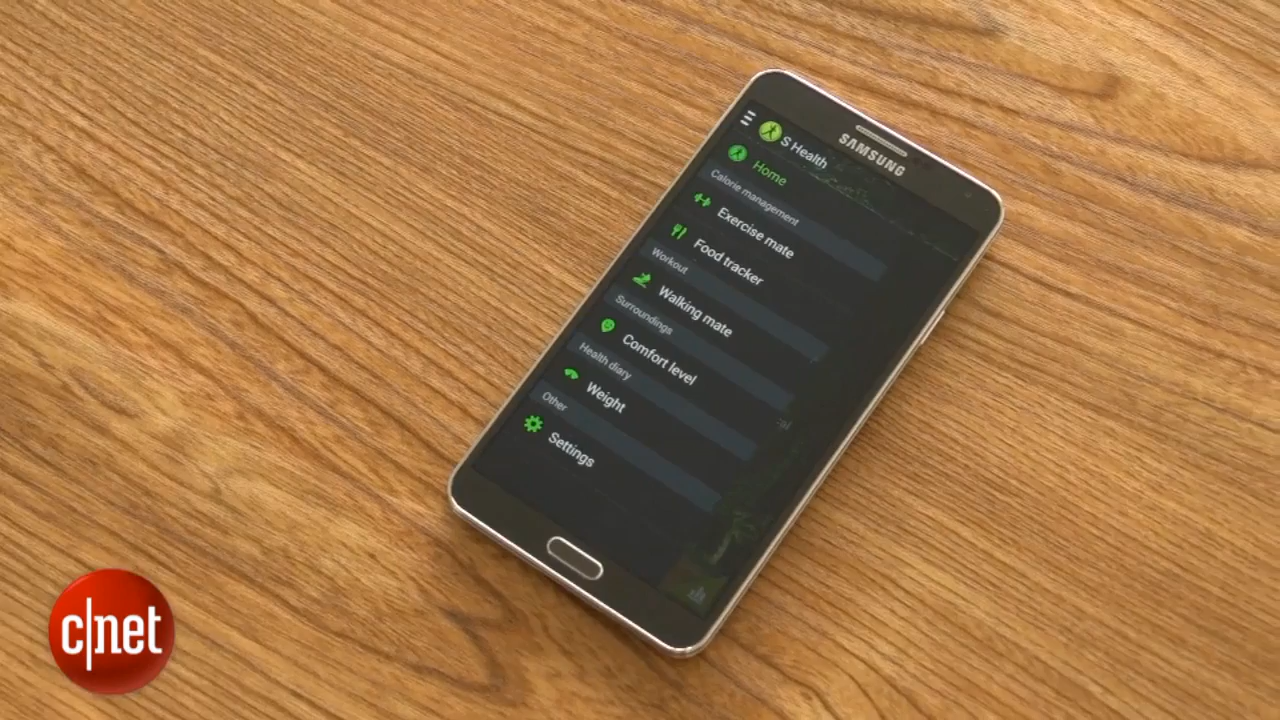 SAMSUNG
S Health
Home
Calorie management
Exercise mate
Food tracker
Workout
Walking mate
Surroundings
Comfort level
Health diary
Weight
Other
Settings
c|net